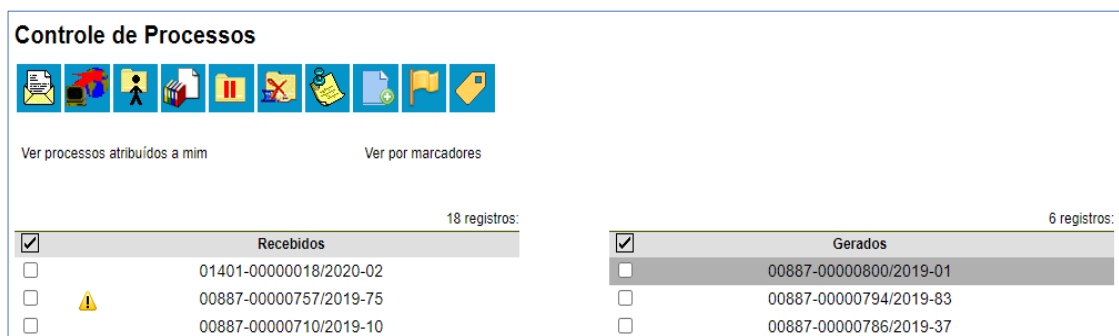 Controle de Processos
Ver processos atribuídos a mim
Ver por marcadores
18 registros:
Recebidos
01401-00000018/2020-02
00887-00000757/2019-75
00887-00000710/2019-10
6 registros:
Gerados
00887-00000800/2019-01
00887-00000794/2019-83
00887-00000786/2019-37